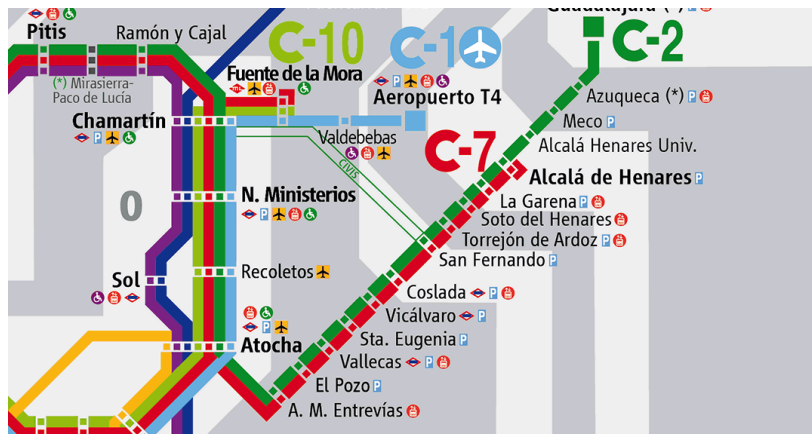 Guadalajara (*)
Pitis
Ramón y Cajal
C-10
C-1
C-2
(*) Mirasierra-
Paco de Lucía
Fuente de la Mora
Aeropuerto T4
Azuqueca (*)
Meco
Chamartín
Valdebebas
C-7
Alcalá Henares Univ.
CIVIS
Alcalá de Henares
0
N. Ministerios
La Garena
Soto del Henares
Torrejón de Ardoz
San Fernando
Sol
Recoletos
Coslada
Vicálvaro
Sta. Eugenia
Atocha
Vallecas
El Pozo
A. M. Entrevías